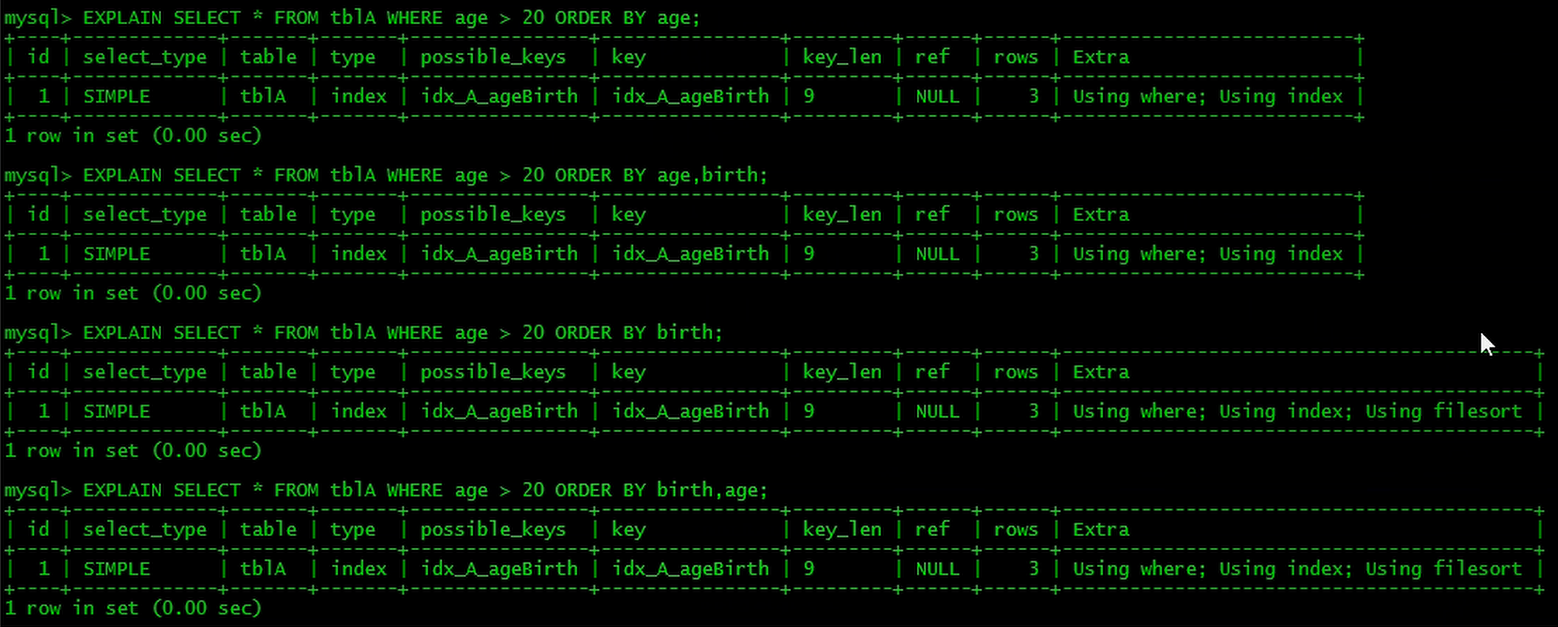 mysql> EXPLAIN SELECT * FROM tblA WHERE age > 20 ORDER BY age;
+----+-------------+-------+-------+----------------+----------------+---------+------+------+--------------------------+
| id | select_type | table | type  | possible_keys  | key            | key_len | ref  | rows | Extra                    |
+----+-------------+-------+-------+----------------+----------------+---------+------+------+--------------------------+
|  1 | SIMPLE      | tblA  | index | idx_A_ageBirth | idx_A_ageBirth | 9       | NULL |    3 | Using where; Using index |
+----+-------------+-------+-------+----------------+----------------+---------+------+------+--------------------------+
1 row in set (0.00 sec)
mysql> EXPLAIN SELECT * FROM tblA WHERE age > 20 ORDER BY age,birth;
+----+-------------+-------+-------+----------------+----------------+---------+------+------+--------------------------+
| id | select_type | table | type  | possible_keys  | key            | key_len | ref  | rows | Extra                    |
+----+-------------+-------+-------+----------------+----------------+---------+------+------+--------------------------+
|  1 | SIMPLE      | tblA  | index | idx_A_ageBirth | idx_A_ageBirth | 9       | NULL |    3 | Using where; Using index |
+----+-------------+-------+-------+----------------+----------------+---------+------+------+--------------------------+
1 row in set (0.00 sec)
mysql> EXPLAIN SELECT * FROM tblA WHERE age > 20 ORDER BY birth;
+----+-------------+-------+-------+----------------+----------------+---------+------+------+------------------------------------------+
| id | select_type | table | type  | possible_keys  | key            | key_len | ref  | rows | Extra                                    |
+----+-------------+-------+-------+----------------+----------------+---------+------+------+------------------------------------------+
|  1 | SIMPLE      | tblA  | index | idx_A_ageBirth | idx_A_ageBirth | 9       | NULL |    3 | Using where; Using index; Using filesort |
+----+-------------+-------+-------+----------------+----------------+---------+------+------+------------------------------------------+
1 row in set (0.00 sec)
mysql> EXPLAIN SELECT * FROM tblA WHERE age > 20 ORDER BY birth,age;
+----+-------------+-------+-------+----------------+----------------+---------+------+------+------------------------------------------+
| id | select_type | table | type  | possible_keys  | key            | key_len | ref  | rows | Extra                                    |
+----+-------------+-------+-------+----------------+----------------+---------+------+------+------------------------------------------+
|  1 | SIMPLE      | tblA  | index | idx_A_ageBirth | idx_A_ageBirth | 9       | NULL |    3 | Using where; Using index; Using filesort |
+----+-------------+-------+-------+----------------+----------------+---------+------+------+------------------------------------------+
1 row in set (0.00 sec)